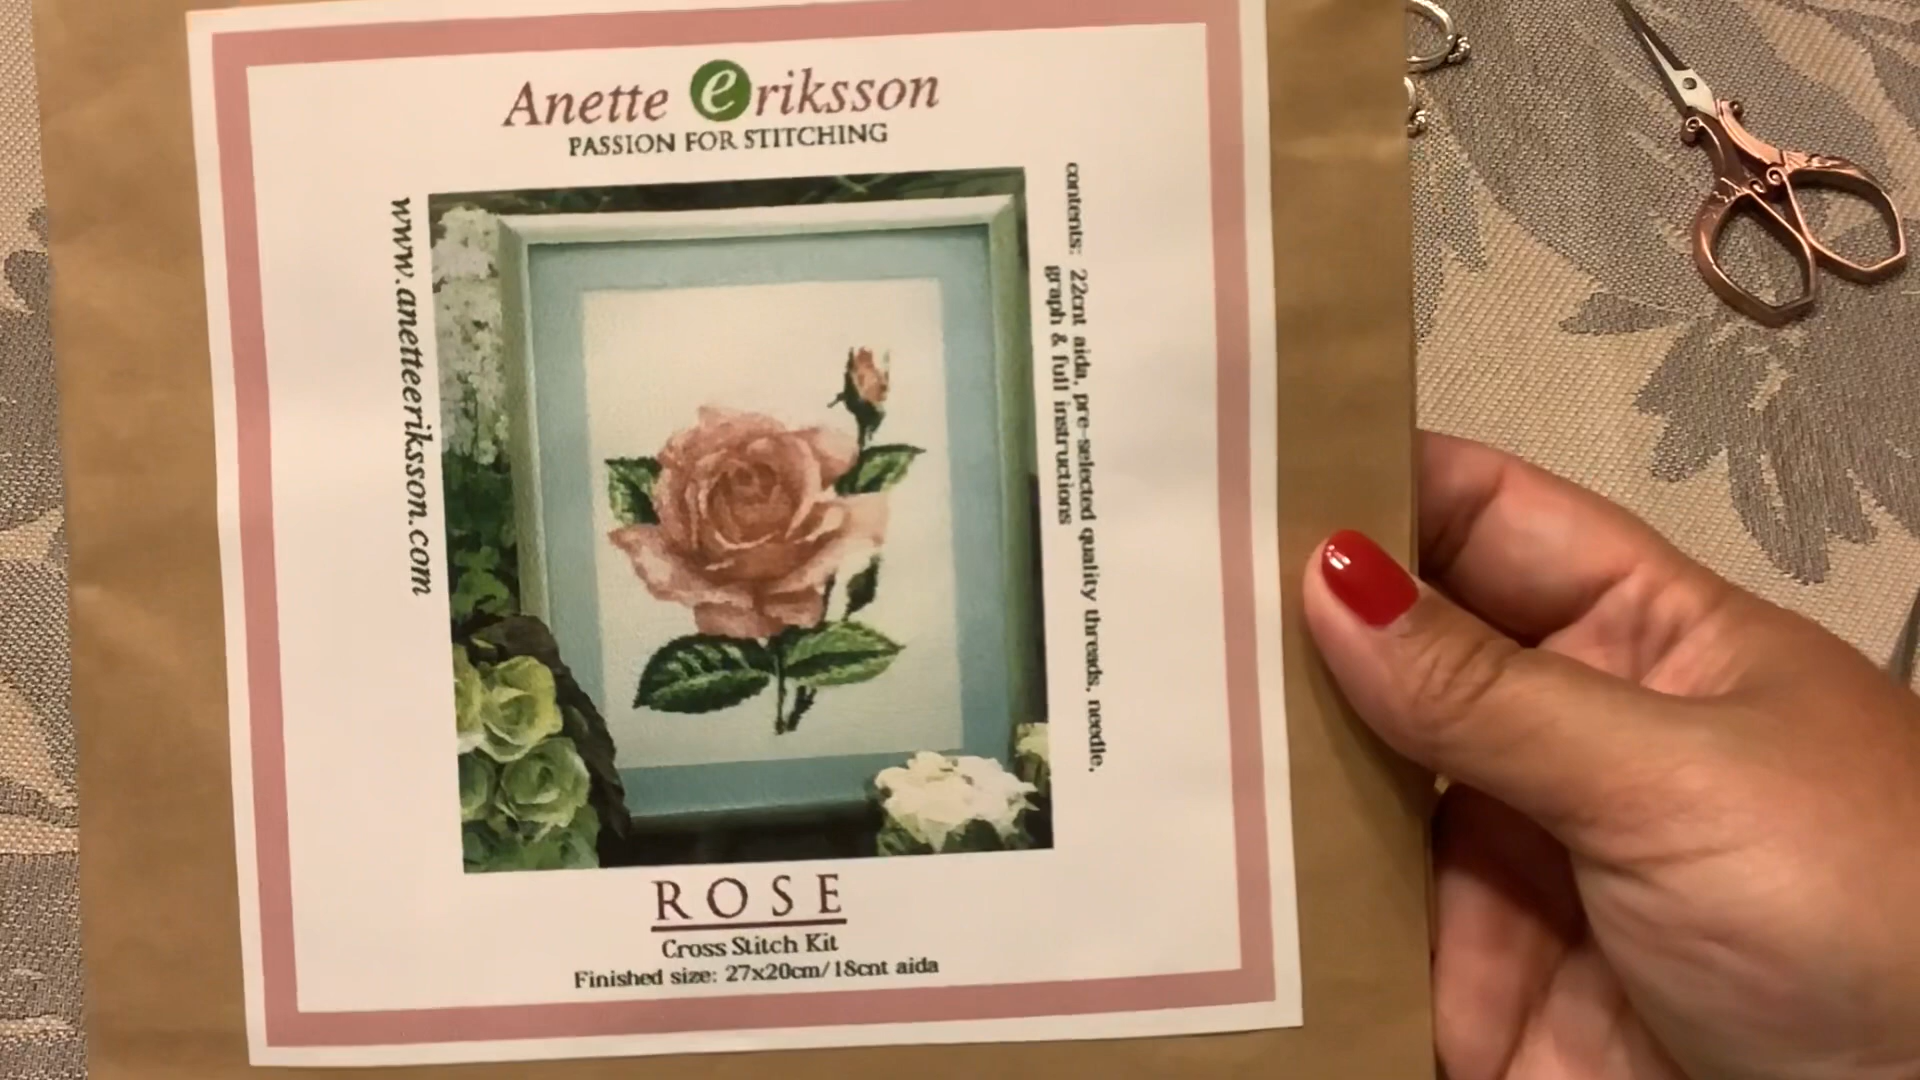 Anette eriksson
PASSION FOR STITCHING
www.anetteeriksson.com
contents: 22cnt aida, pre-selected quality threads, needle,
graph & full instructions
ROSE
Cross Stitch Kit
Finished size: 27x20cm/18cnt aida